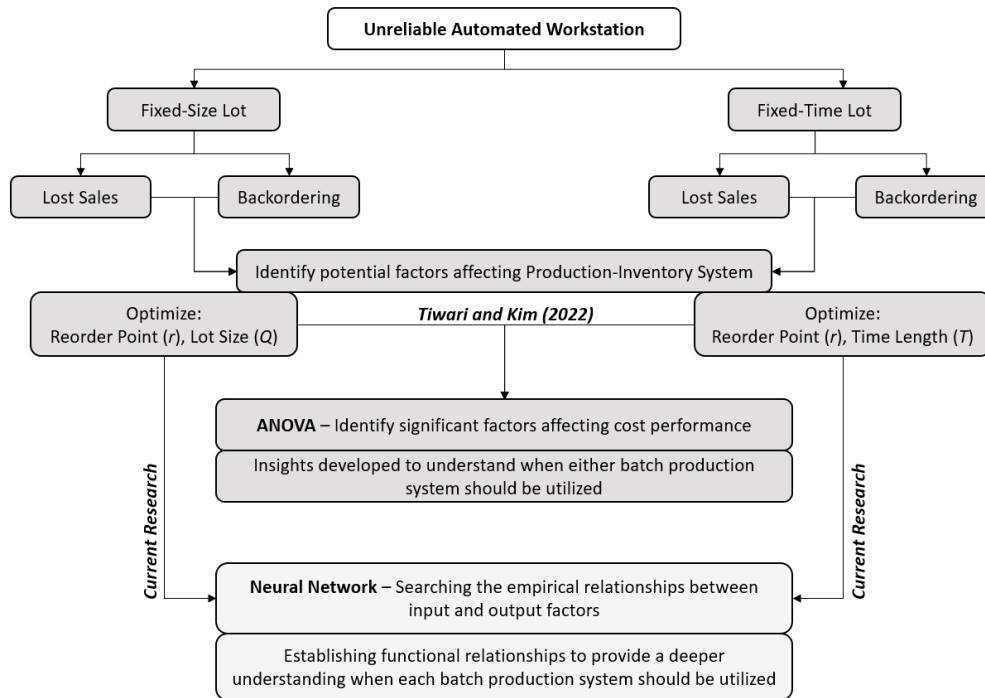 Unreliable Automated Workstation
Fixed-Size Lot
Fixed-Time Lot
Lost Sales
Backordering
Lost Sales
Backordering
Identify potential factors affecting Production-Inventory System
Optimize:
Reorder Point (r), Lot Size (Q)
Tiwari and Kim (2022)
Optimize:
Reorder Point (r), Time Length (T)
ANOVA – Identify significant factors affecting cost performance
Insights developed to understand when either batch production
system should be utilized
Current Research
Current Research
Neural Network – Searching the empirical relationships between
input and output factors
Establishing functional relationships to provide a deeper
understanding when each batch production system should be utilized